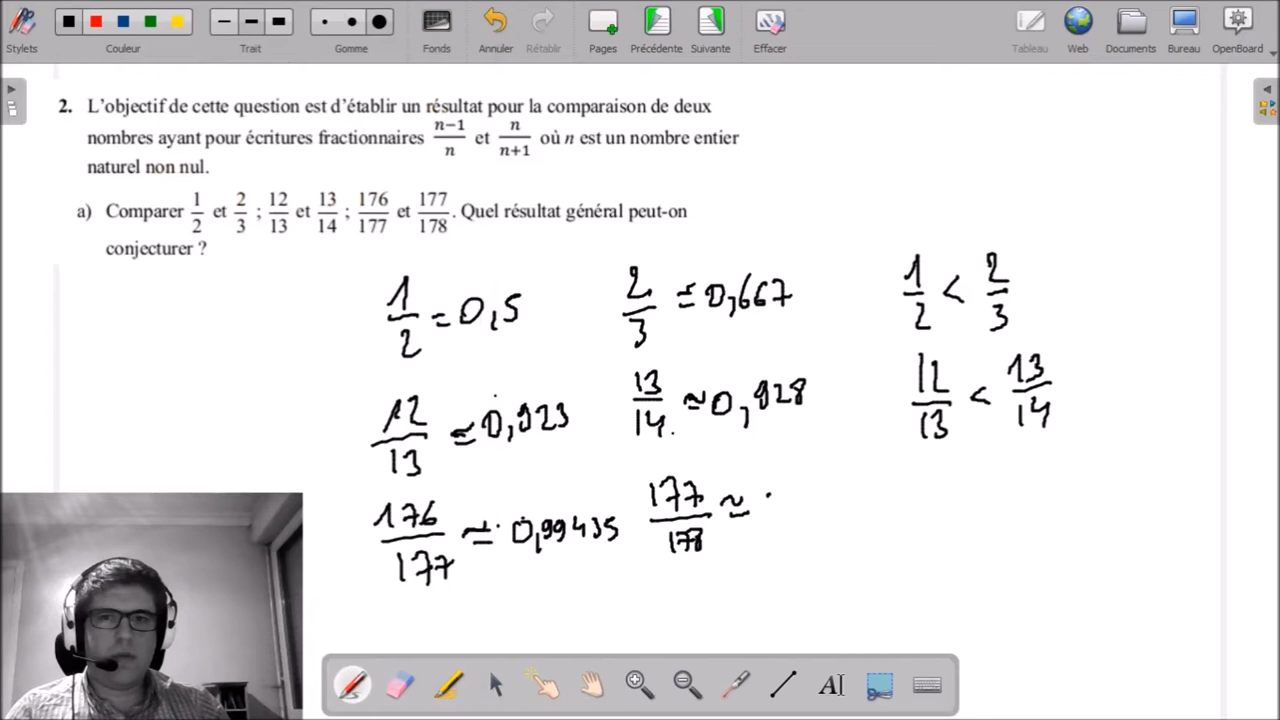 Stylets Couleur Trait Gomme Fonds Annuler Rétablir Pages Précédente Suivante Effacer Tableau Web Documents Bureau OpenBoard
2. L'objectif de cette question est d'établir un résultat pour la comparaison de deux
nombres ayant pour écritures fractionnaires (n−1)/n et n/(n+1) où n est un nombre entier
naturel non nul.
a) Comparer 1/2 et 2/3 ; 12/13 et 13/14 ; 176/177 et 177/178. Quel résultat général peut-on
conjecturer ?
1/2 = 0,5 2/3 ≃ 0,667 1/2 < 2/3
12/13 ≃ 0,923 13/14 ≃ 0,928 12/13 < 13/14
176/177 ≃ 0,99435 177/178 ≃
AI